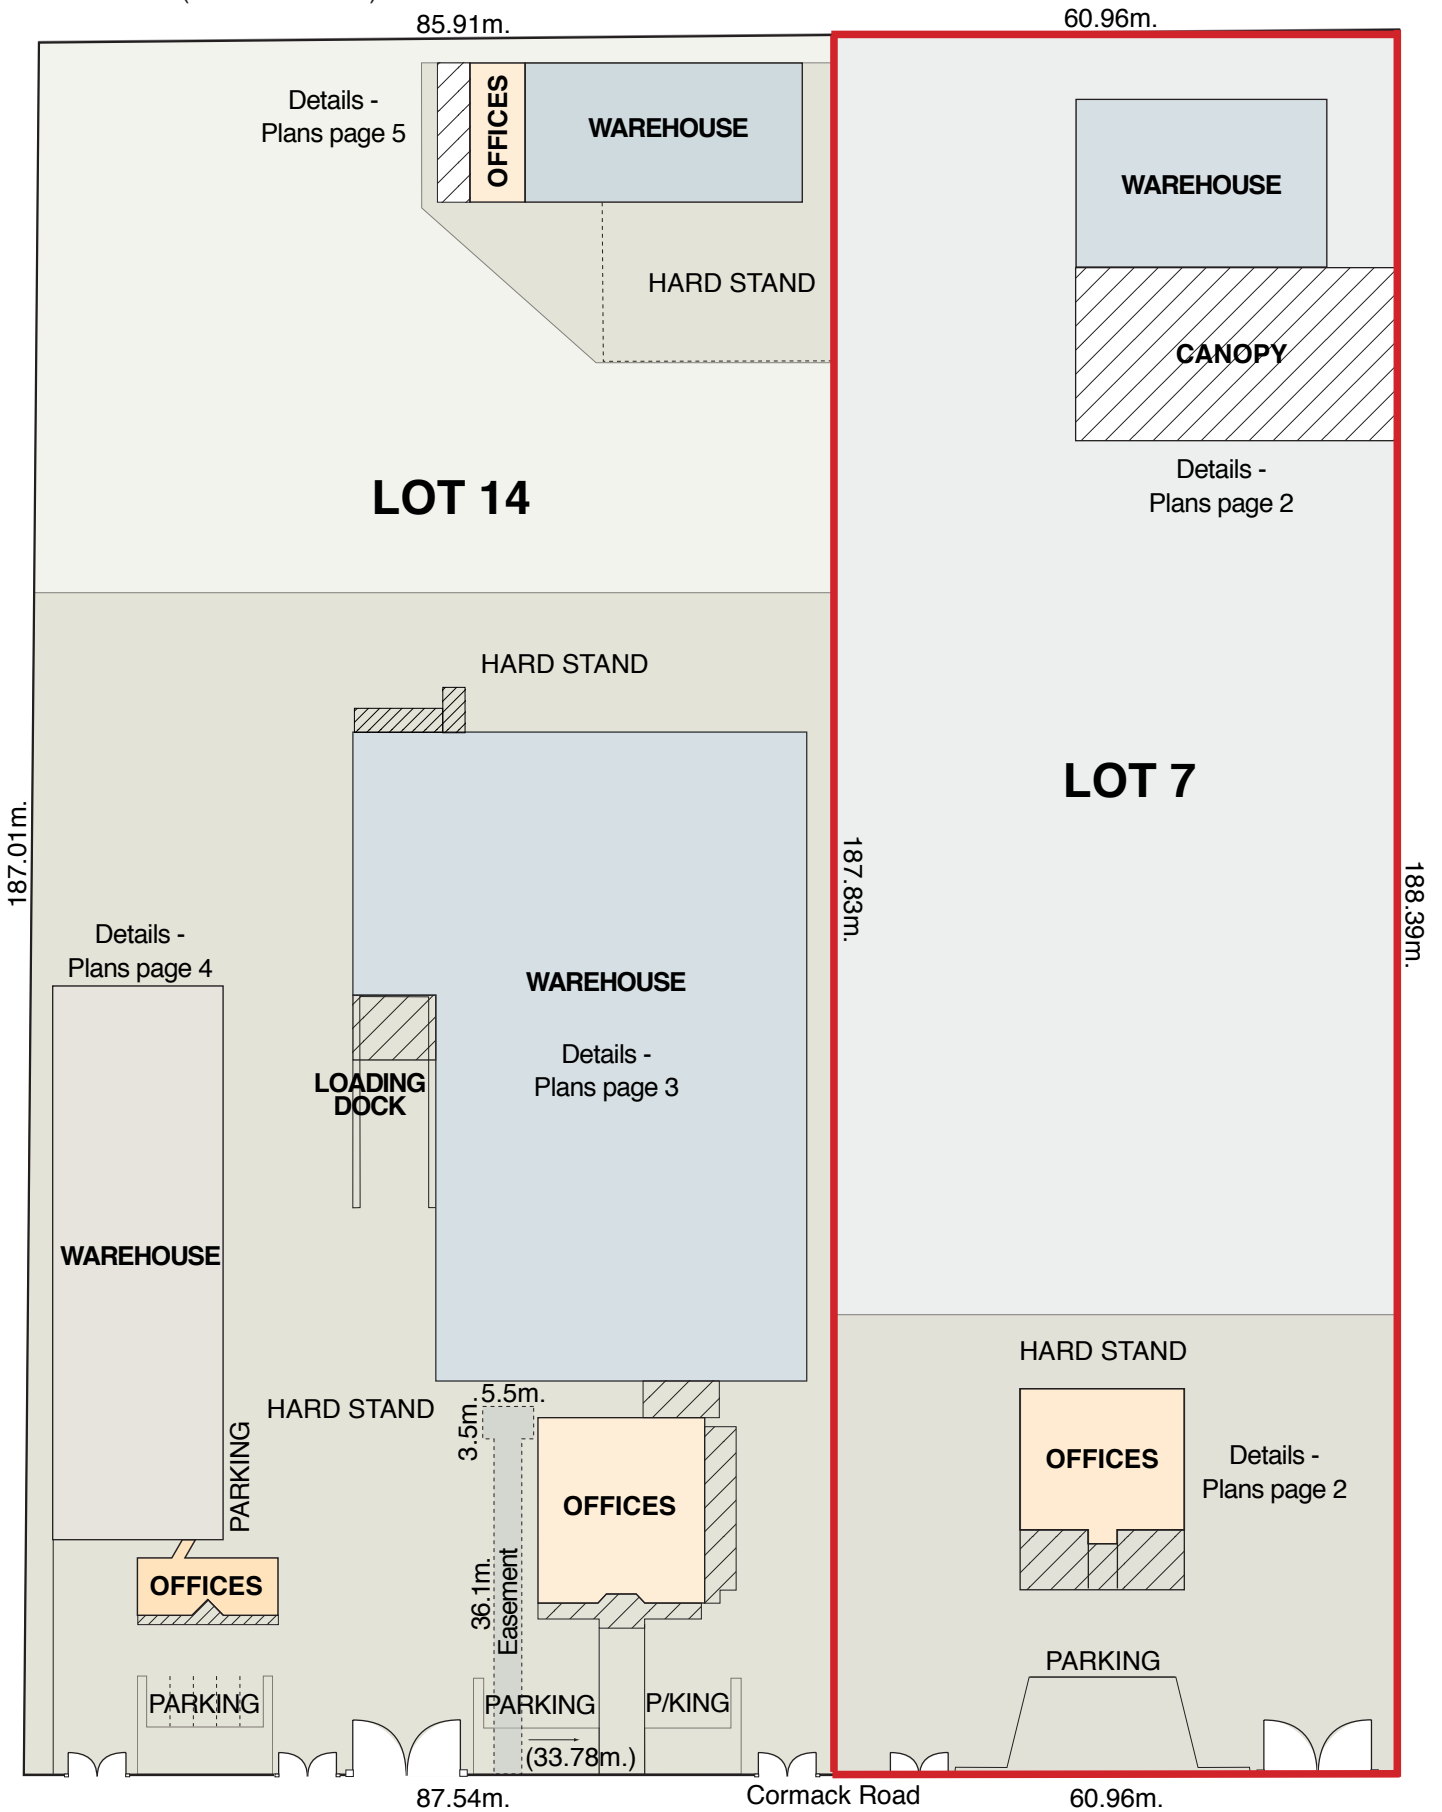 85.91m.
60.96m.
Details -
Plans page 5
OFFICES
WAREHOUSE
HARD STAND
WAREHOUSE
CANOPY
Details -
Plans page 2
LOT 14
HARD STAND
LOT 7
187.01m.
187.83m.
188.39m.
Details -
Plans page 4
WAREHOUSE
Details -
Plans page 3
LOADING
DOCK
WAREHOUSE
HARD STAND
PARKING
5.5m.
3.5m.
HARD STAND
OFFICES
Details -
Plans page 2
OFFICES
OFFICES
36.1m.
Easement
PARKING
PARKING
PARKING
P/KING
(33.78m.)
87.54m.
Cormack Road
60.96m.